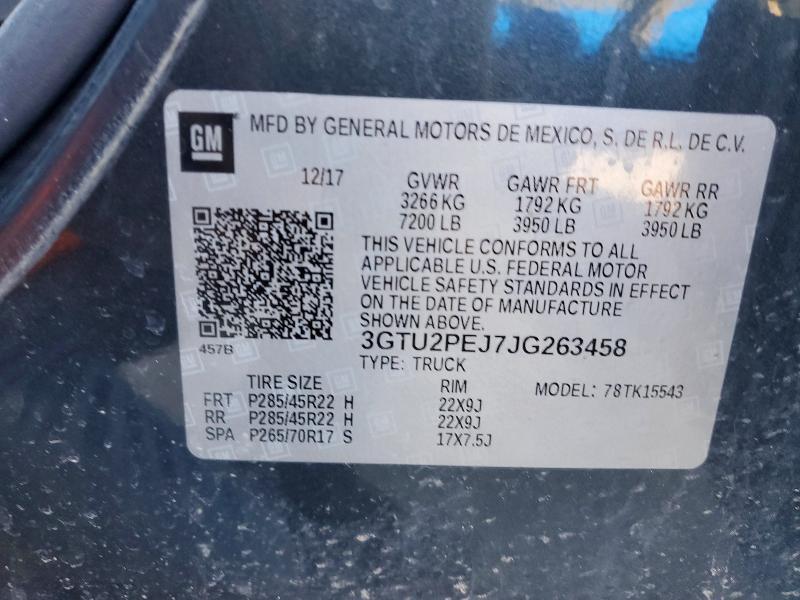 GM
MFD BY GENERAL MOTORS DE MEXICO, S. DE R.L. DE C.V.
12/17 GVWR GAWR FRT GAWR RR
3266 KG 1792 KG 1792 KG
7200 LB 3950 LB 3950 LB
THIS VEHICLE CONFORMS TO ALL
APPLICABLE U.S. FEDERAL MOTOR
VEHICLE SAFETY STANDARDS IN EFFECT
ON THE DATE OF MANUFACTURE
SHOWN ABOVE.
457B
3GTU2PEJ7JG263458
TYPE: TRUCK
TIRE SIZE RIM MODEL: 78TK15543
FRT P285/45R22 H 22X9J
RR P285/45R22 H 22X9J
SPA P265/70R17 S 17X7.5J